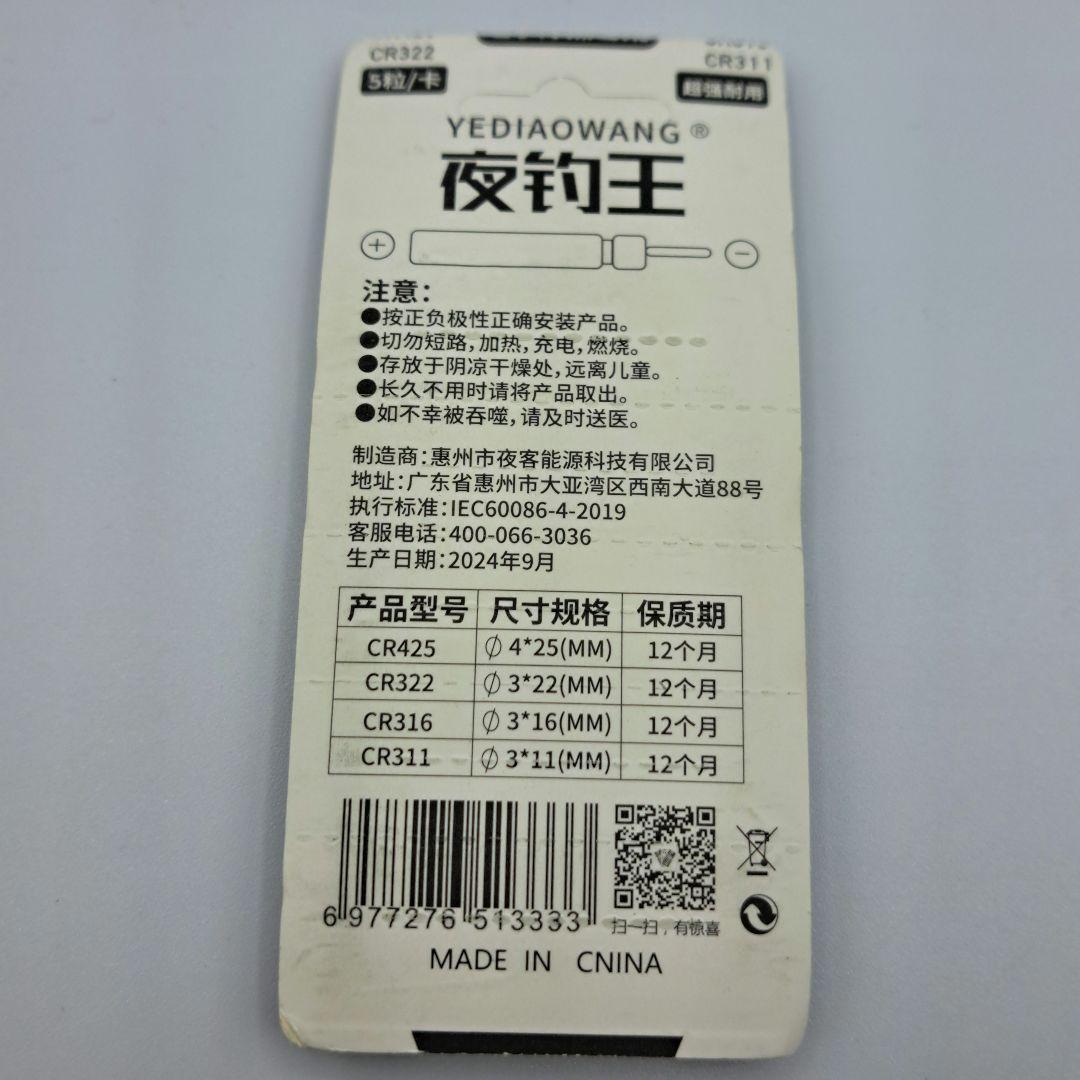 CR322
CR311
5粒/卡
超强耐用
YEDIAOWANG®
夜钓王
+
−
注意：
●按正负极性正确安装产品。
●切勿短路，加热，充电，燃烧。
●存放于阴凉干燥处，远离儿童。
●长久不用时请将产品取出。
●如不幸被吞噬，请及时送医。
制造商：惠州市夜客能源科技有限公司
地址：广东省惠州市大亚湾区西南大道88号
执行标准：IEC60086-4-2019
客服电话：400-066-3036
生产日期：2024年9月
产品型号 尺寸规格 保质期
CR425 ∅ 4*25(MM) 12个月
CR322 ∅ 3*22(MM) 12个月
CR316 ∅ 3*16(MM) 12个月
CR311 ∅ 3*11(MM) 12个月
6 977276 513333
扫一扫，有惊喜
MADE IN CNINA